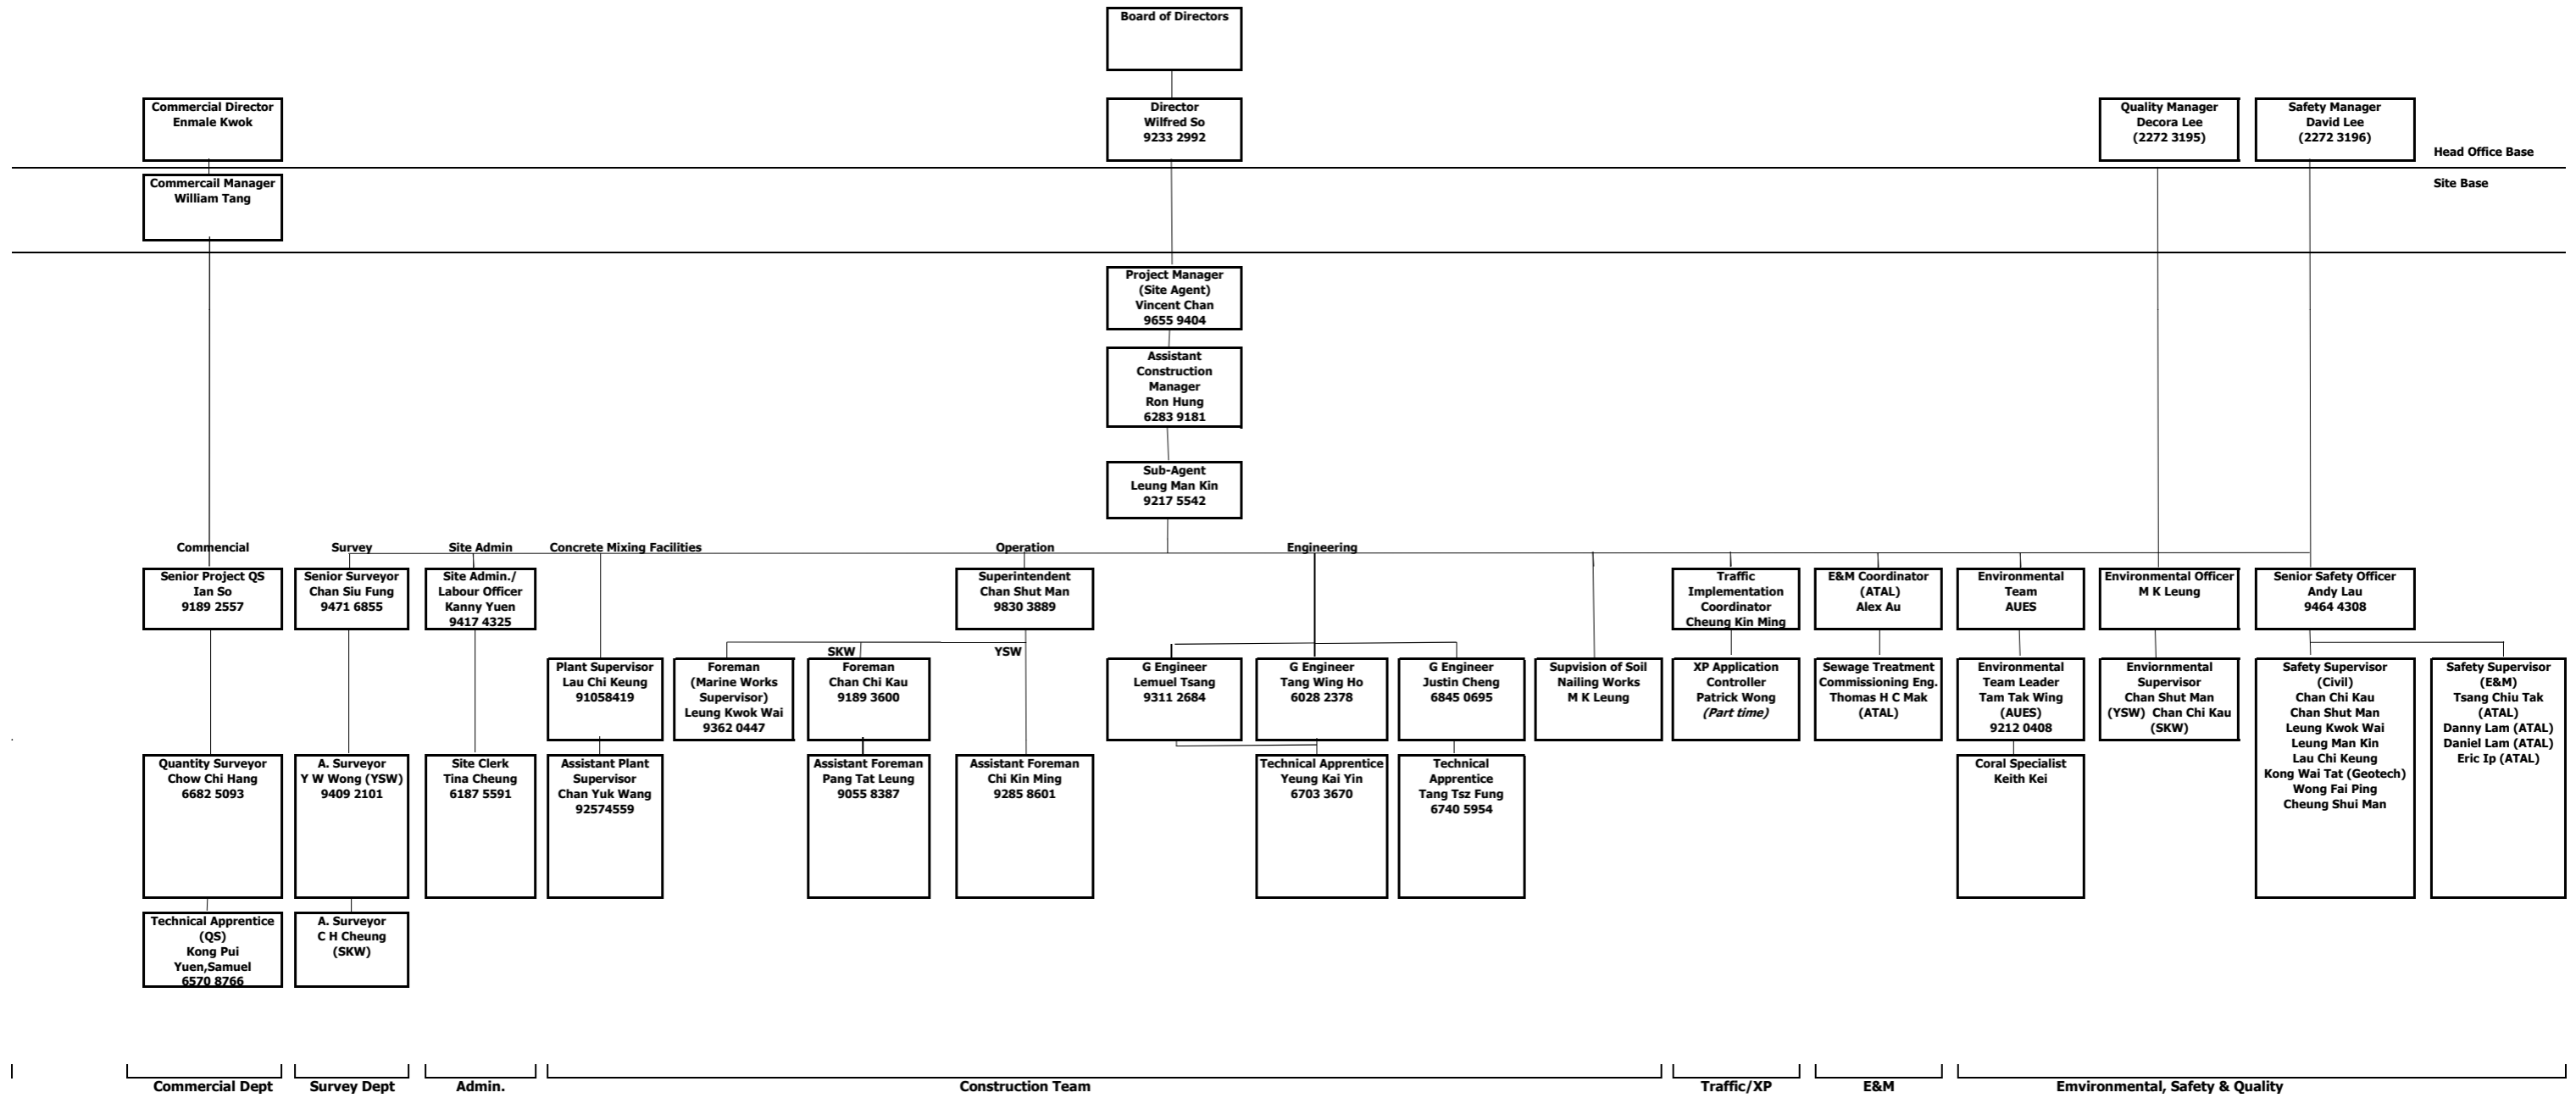 Board of Directors
Commercial Director
Enmale Kwok
Director
Wilfred So
9233 2992
Quality Manager
Decora Lee
(2272 3195)
Safety Manager
David Lee
(2272 3196)
Head Office Base
Commercail Manager
William Tang
Site Base
Project Manager
(Site Agent)
Vincent Chan
9655 9404
Assistant
Construction
Manager
Ron Hung
6283 9181
Sub-Agent
Leung Man Kin
9217 5542
Commencial
Survey
Site Admin
Concrete Mixing Facilities
Operation
Engineering
Senior Project QS
Ian So
9189 2557
Senior Surveyor
Chan Siu Fung
9471 6855
Site Admin./
Labour Officer
Kanny Yuen
9417 4325
Superintendent
Chan Shut Man
9830 3889
Traffic
Implementation
Coordinator
Cheung Kin Ming
E&M Coordinator
(ATAL)
Alex Au
Environmental
Team
AUES
Environmental Officer
M K Leung
Senior Safety Officer
Andy Lau
9464 4308
SKW
YSW
Plant Supervisor
Lau Chi Keung
91058419
Foreman
(Marine Works
Supervisor)
Leung Kwok Wai
9362 0447
Foreman
Chan Chi Kau
9189 3600
G Engineer
Lemuel Tsang
9311 2684
G Engineer
Tang Wing Ho
6028 2378
G Engineer
Justin Cheng
6845 0695
Supvision of Soil
Nailing Works
M K Leung
XP Application
Controller
Patrick Wong
(Part time)
Sewage Treatment
Commissioning Eng.
Thomas H C Mak
(ATAL)
Environmental
Team Leader
Tam Tak Wing
(AUES)
9212 0408
Enviornmental
Supervisor
Chan Shut Man
(YSW) Chan Chi Kau
(SKW)
Safety Supervisor
(Civil)
Chan Chi Kau
Chan Shut Man
Leung Kwok Wai
Leung Man Kin
Lau Chi Keung
Kong Wai Tat (Geotech)
Wong Fai Ping
Cheung Shui Man
Safety Supervisor
(E&M)
Tsang Chiu Tak
(ATAL)
Danny Lam (ATAL)
Daniel Lam (ATAL)
Eric Ip (ATAL)
Quantity Surveyor
Chow Chi Hang
6682 5093
A. Surveyor
Y W Wong (YSW)
9409 2101
Site Clerk
Tina Cheung
6187 5591
Assistant Plant
Supervisor
Chan Yuk Wang
92574559
Assistant Foreman
Pang Tat Leung
9055 8387
Assistant Foreman
Chi Kin Ming
9285 8601
Technical Apprentice
Yeung Kai Yin
6703 3670
Technical
Apprentice
Tang Tsz Fung
6740 5954
Coral Specialist
Keith Kei
Technical Apprentice
(QS)
Kong Pui
Yuen,Samuel
6570 8766
A. Surveyor
C H Cheung
(SKW)
Commercial Dept
Survey Dept
Admin.
Construction Team
Traffic/XP
E&M
Emvironmental, Safety & Quality